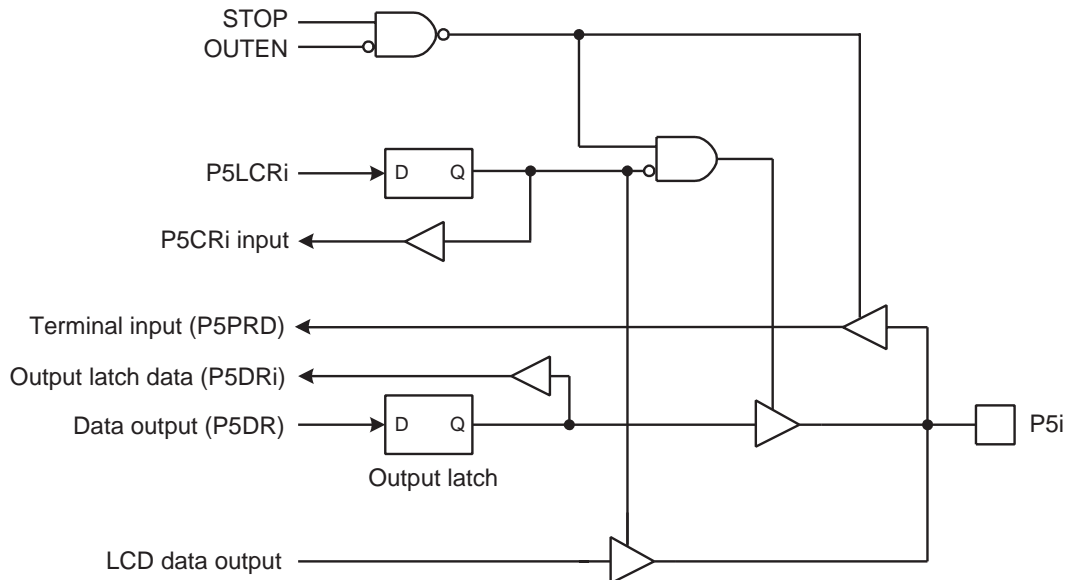 STOP
OUTEN
P5LCRi
D Q
P5CRi input
Terminal input (P5PRD)
Output latch data (P5DRi)
Data output (P5DR)
D Q
P5i
Output latch
LCD data output